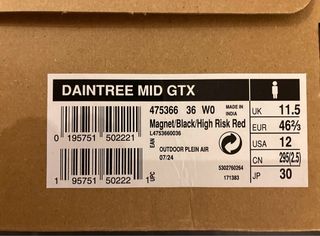 DAINTREE MID GTX
475366 36 W0 MADE IN INDIA
Magnet/Black/High Risk Red
L4753660036
0 195751 502221
EAN
OUTDOOR PLEIN AIR
07/24
5302760264
171383
1 95751 50222 1
UPC
UK 11.5
EUR 46⅔
USA 12
CN 295(2.5)
JP 30